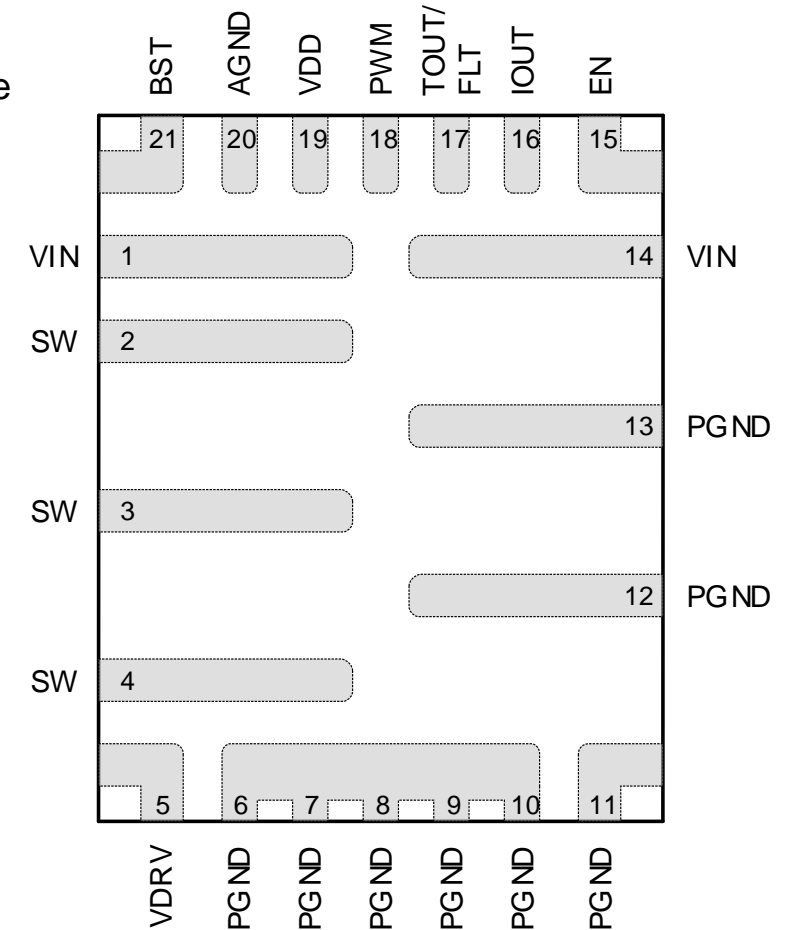 e
BST
AGND
VDD
PWM
TOUT/
FLT
IOUT
EN
21 20 19 18 17 16 15
VIN 1 14 VIN
SW 2
13 PGND
SW 3
12 PGND
SW 4
5 6 7 8 9 10 11
VDRV
PGND
PGND
PGND
PGND
PGND
PGND